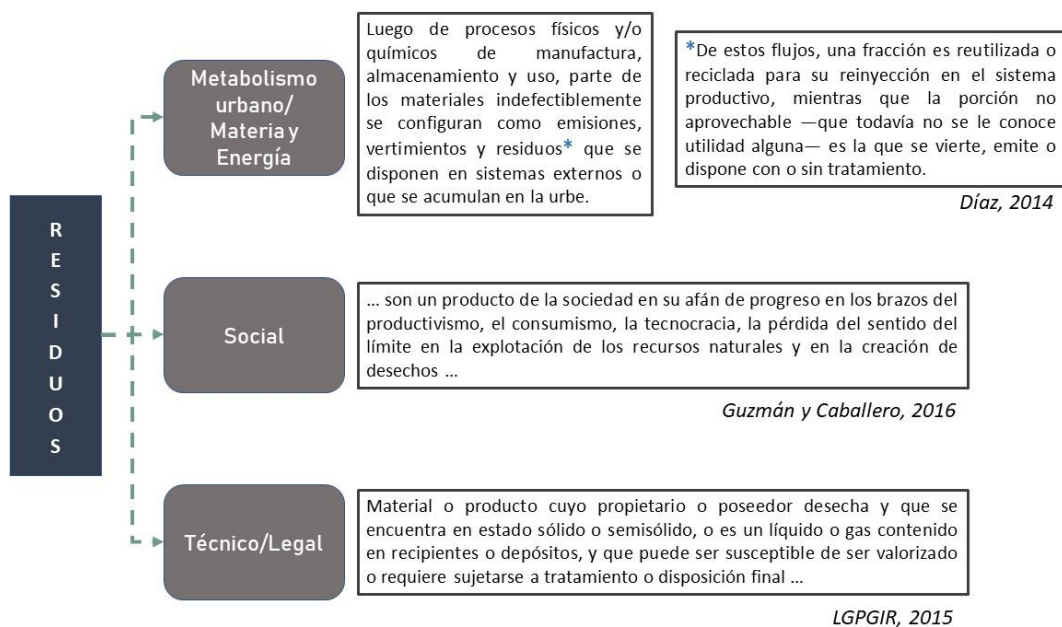 RESIDUOS
Metabolismo
urbano/
Materia y
Energía
Luego de procesos físicos y/o
químicos de manufactura,
almacenamiento y uso, parte de
los materiales indefectiblemente
se configuran como emisiones,
vertimientos y residuos* que se
disponen en sistemas externos o
que se acumulan en la urbe.
*De estos flujos, una fracción es reutilizada o
reciclada para su reinyección en el sistema
productivo, mientras que la porción no
aprovechable —que todavía no se le conoce
utilidad alguna— es la que se vierte, emite o
dispone con o sin tratamiento.
Díaz, 2014
Social
... son un producto de la sociedad en su afán de progreso en los brazos del
productivismo, el consumismo, la tecnocracia, la pérdida del sentido del
límite en la explotación de los recursos naturales y en la creación de
desechos ...
Guzmán y Caballero, 2016
Técnico/Legal
Material o producto cuyo propietario o poseedor desecha y que se
encuentra en estado sólido o semisólido, o es un líquido o gas contenido
en recipientes o depósitos, y que puede ser susceptible de ser valorizado
o requiere sujetarse a tratamiento o disposición final ...
LGPGIR, 2015